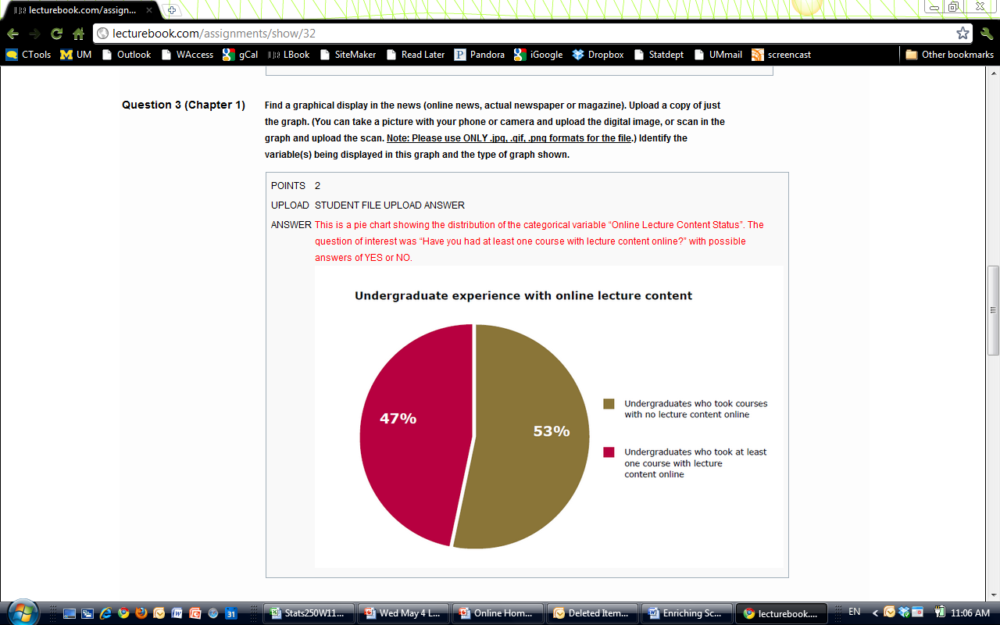 lecturebook.com/assign...
lecturebook.com/assignments/show/32
CTools UM Outlook WAccess gCal LBook SiteMaker Read Later Pandora iGoogle Dropbox Statdept UMmail screencast Other bookmarks
Question 3 (Chapter 1)
Find a graphical display in the news (online news, actual newspaper or magazine). Upload a copy of just
the graph. (You can take a picture with your phone or camera and upload the digital image, or scan in the
graph and upload the scan. Note: Please use ONLY .jpg, .gif, .png formats for the file.) Identify the
variable(s) being displayed in this graph and the type of graph shown.
POINTS 2
UPLOAD STUDENT FILE UPLOAD ANSWER
ANSWER This is a pie chart showing the distribution of the categorical variable “Online Lecture Content Status”. The
question of interest was “Have you had at least one course with lecture content online?” with possible
answers of YES or NO.
Undergraduate experience with online lecture content
47%
53%
Undergraduates who took courses
with no lecture content online
Undergraduates who took at least
one course with lecture
content online
31 Stats250W11... Wed May 4 L... Online Hom... Deleted Item... Enriching Sc... lecturebook.... EN 11:06 AM